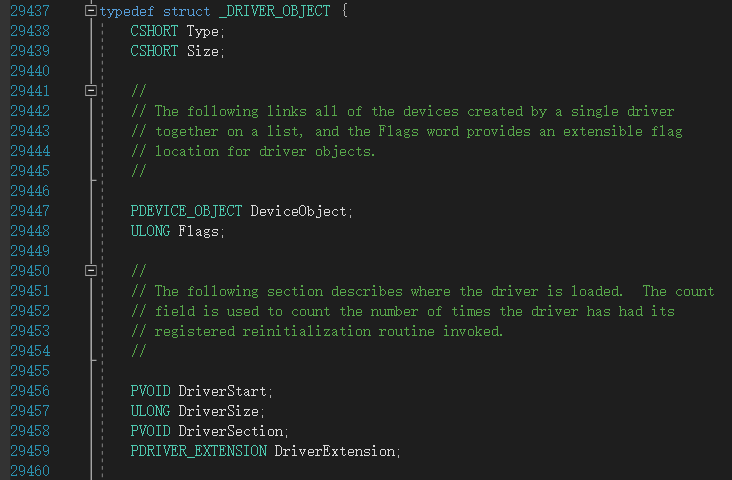 29437 typedef struct _DRIVER_OBJECT {
29438 CSHORT Type;
29439 CSHORT Size;
29440
29441 //
29442 // The following links all of the devices created by a single driver
29443 // together on a list, and the Flags word provides an extensible flag
29444 // location for driver objects.
29445 //
29446
29447 PDEVICE_OBJECT DeviceObject;
29448 ULONG Flags;
29449
29450 //
29451 // The following section describes where the driver is loaded.  The count
29452 // field is used to count the number of times the driver has had its
29453 // registered reinitialization routine invoked.
29454 //
29455
29456 PVOID DriverStart;
29457 ULONG DriverSize;
29458 PVOID DriverSection;
29459 PDRIVER_EXTENSION DriverExtension;
29460